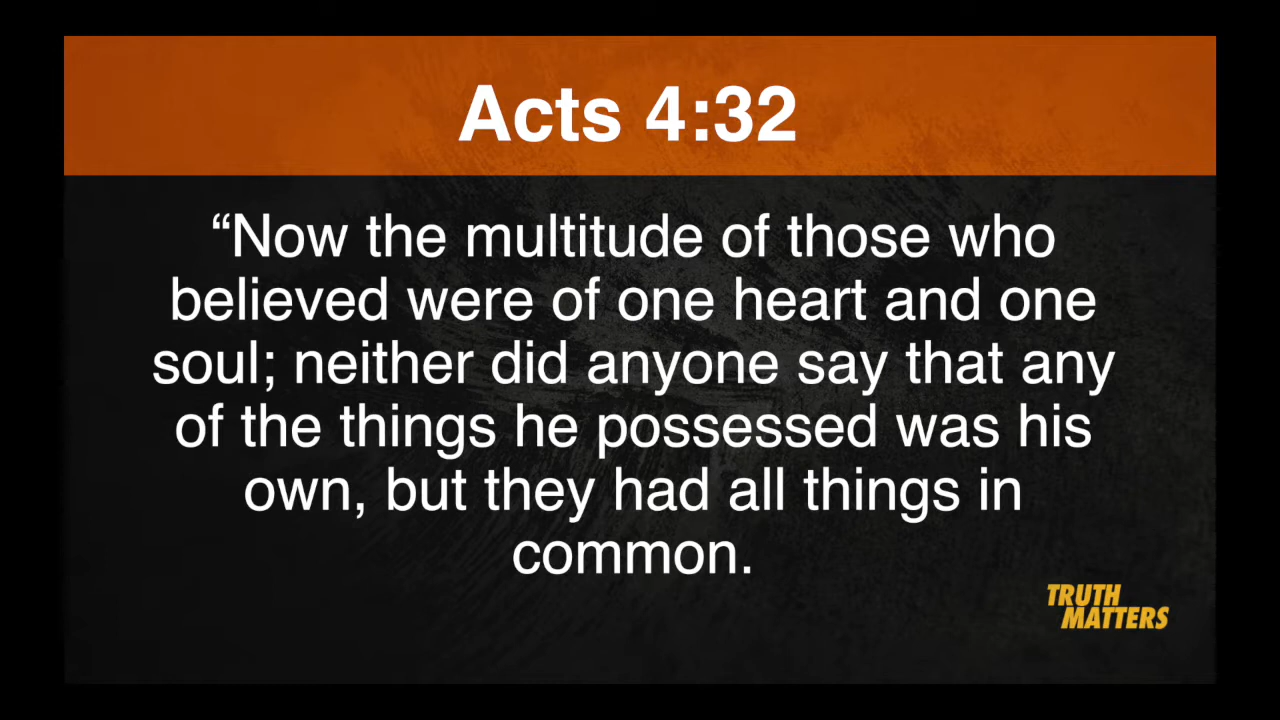 Acts 4:32
“Now the multitude of those who
believed were of one heart and one
soul; neither did anyone say that any
of the things he possessed was his
own, but they had all things in
common.
TRUTH
MATTERS